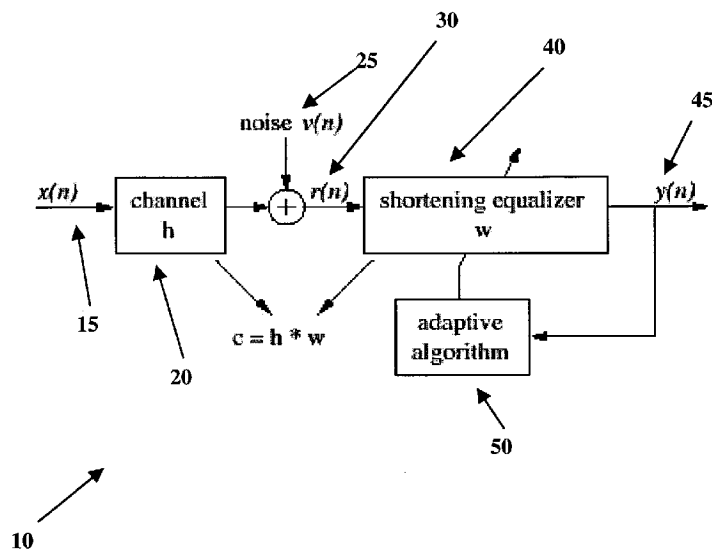 30
25
40
45
noise v(n)
x(n)
channel
h
+
r(n)
shortening equalizer
w
y(n)
15
20
c = h * w
adaptive
algorithm
50
10